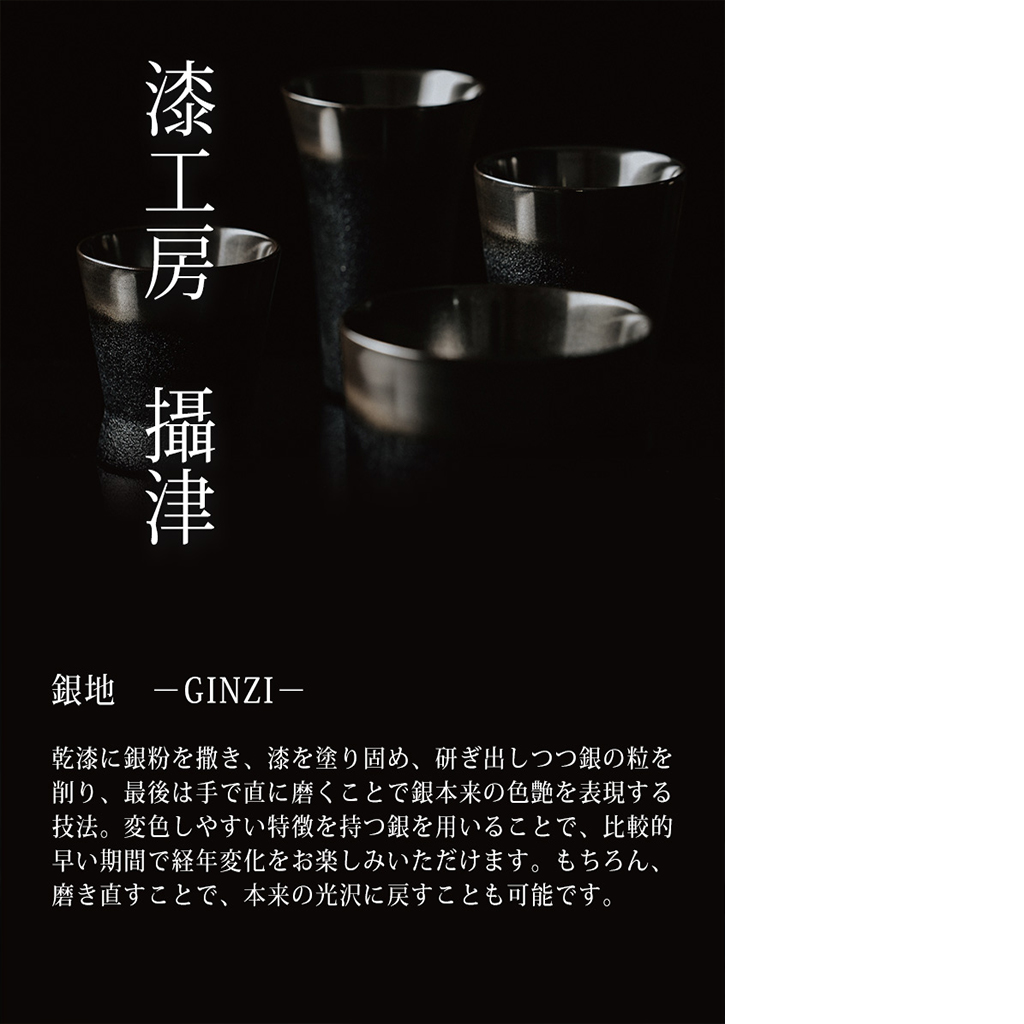 漆工房　攝津
銀地　－GINZI－
乾漆に銀粉を撒き、漆を塗り固め、研ぎ出しつつ銀の粒を
削り、最後は手で直に磨くことで銀本来の色艶を表現する
技法。変色しやすい特徴を持つ銀を用いることで、比較的
早い期間で経年変化をお楽しみいただけます。もちろん、
磨き直すことで、本来の光沢に戻すことも可能です。